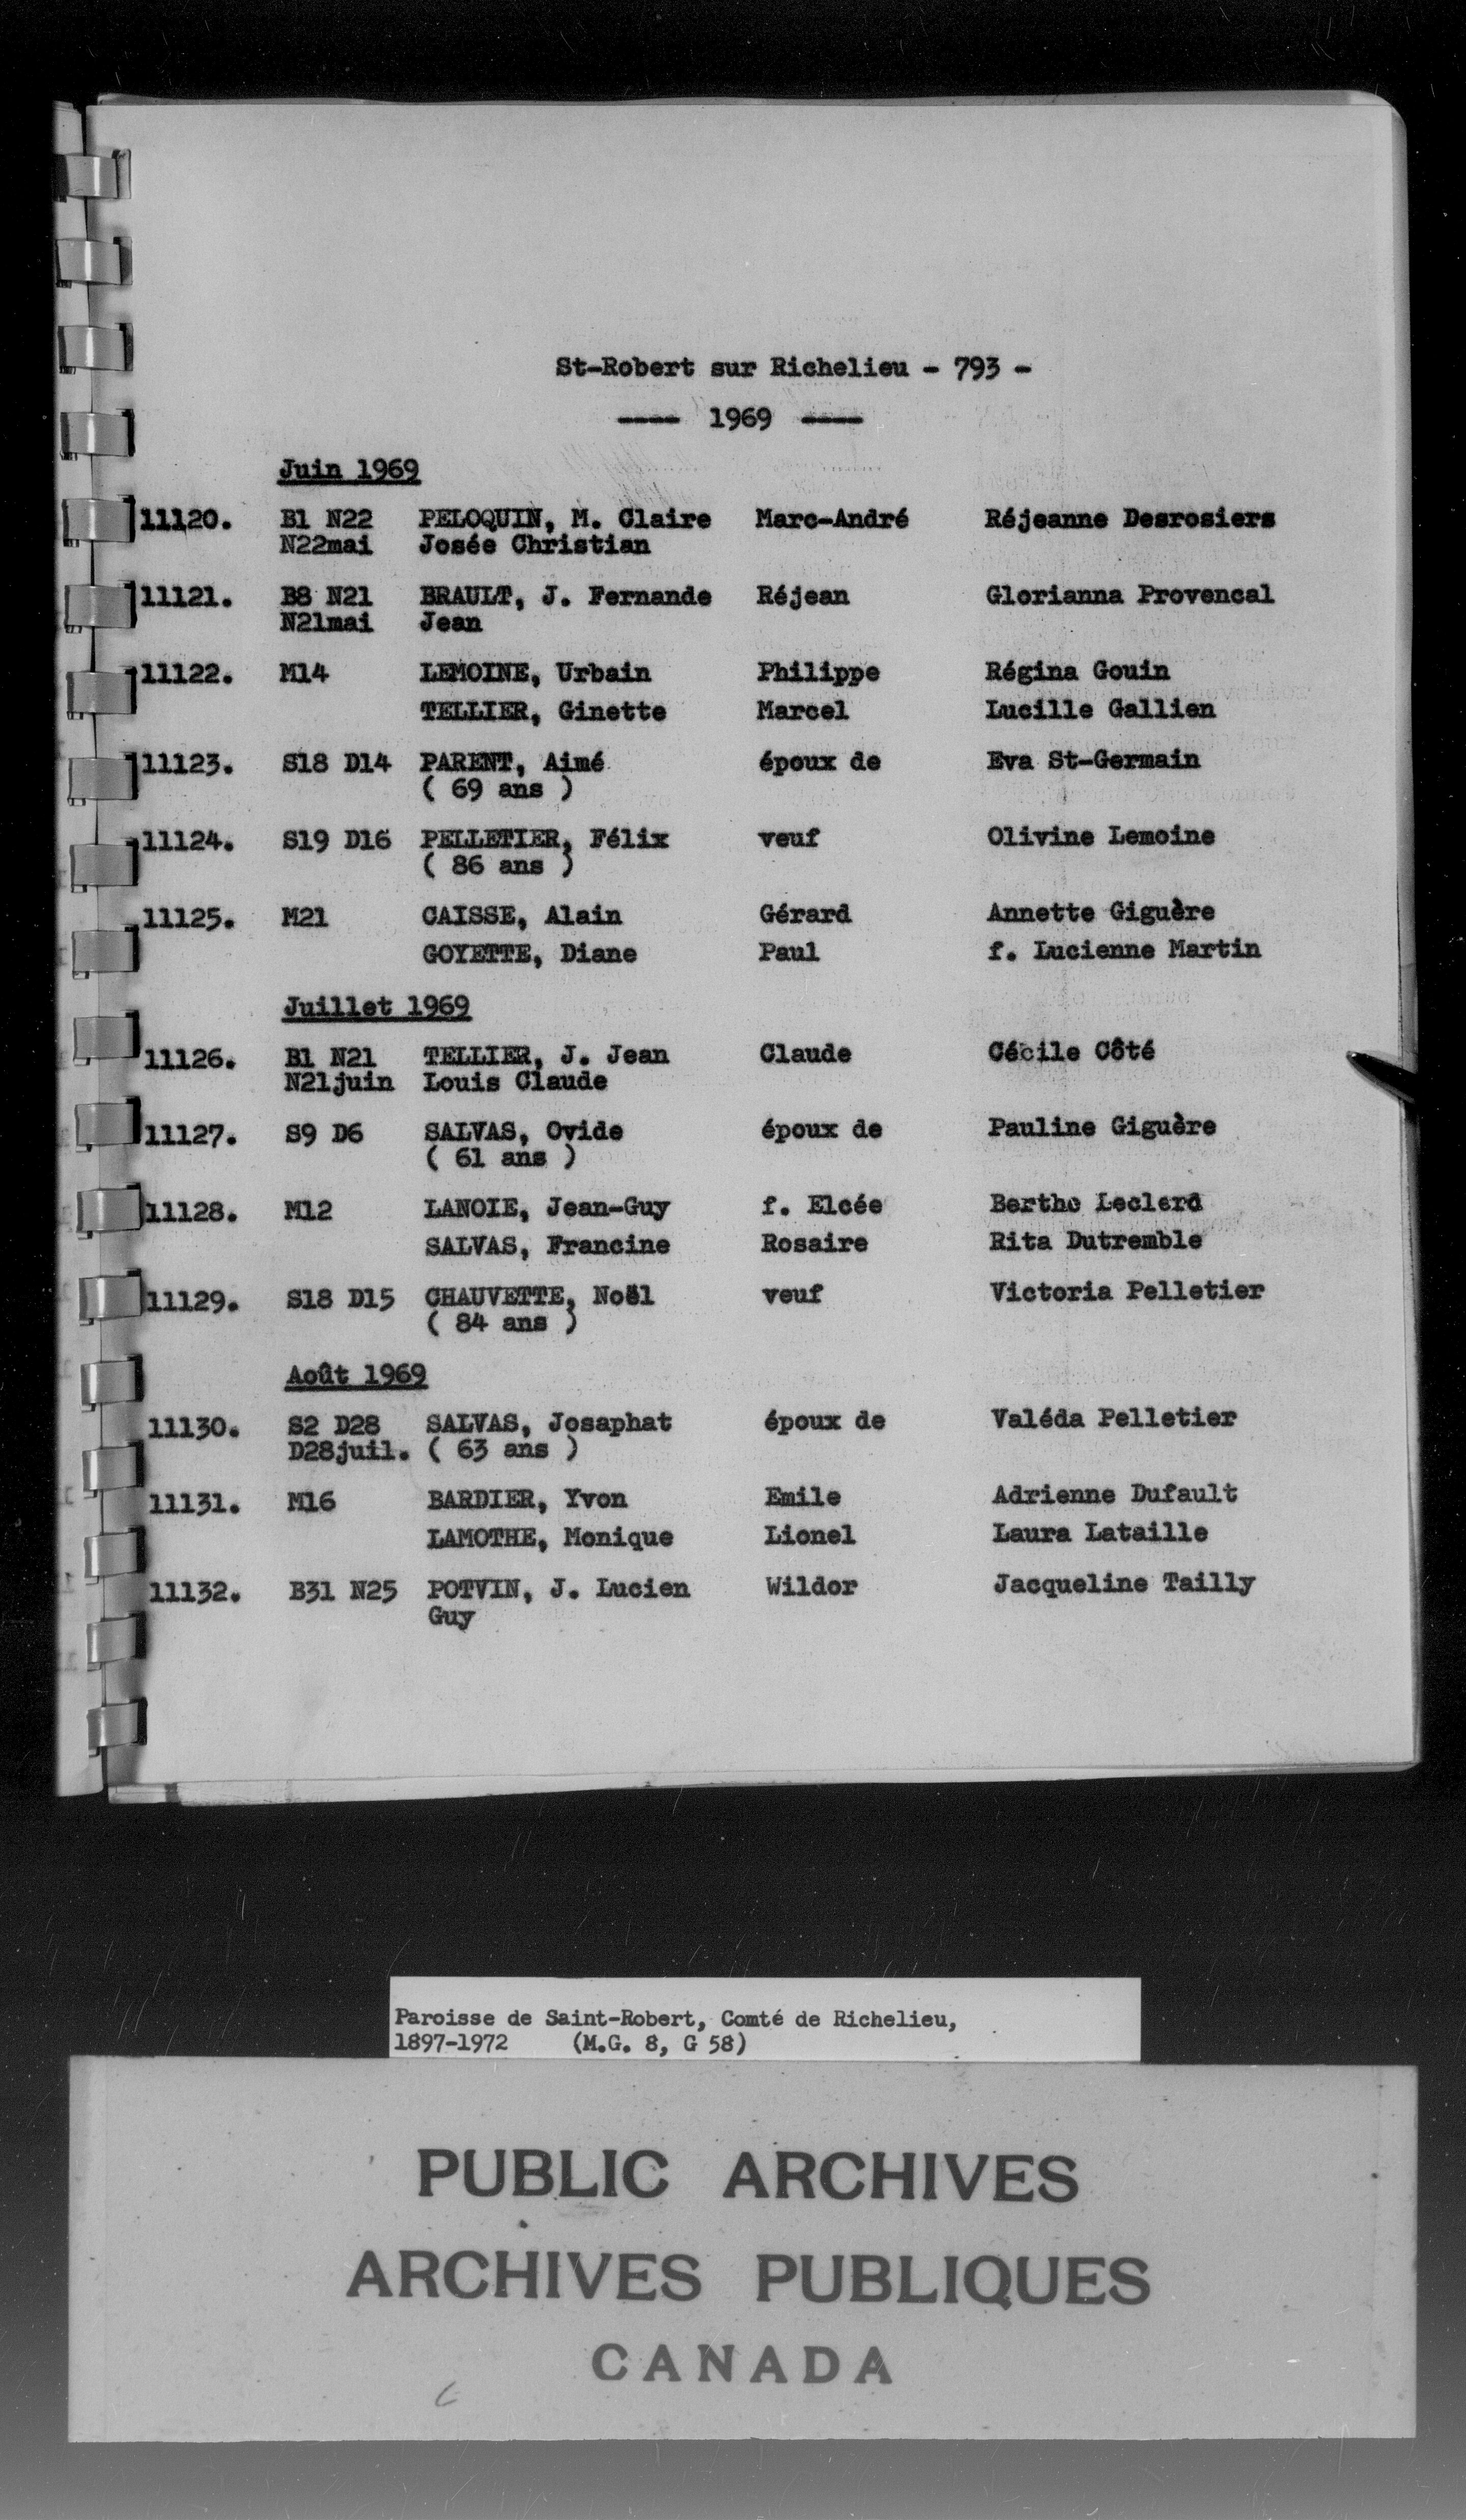 St-Robert sur Richelieu - 793 -
---- 1969 ----
Juin 1969
11120. B1 N22 PELOQUIN, M. Claire Marc-André Réjeanne Desrosiers
N22mai Josée Christian
11121. B8 N21 BRAULT, J. Fernande Réjean Glorianna Provencal
N21mai Jean
11122. M14 LEMOINE, Urbain Philippe Régina Gouin
TELLIER, Ginette Marcel Lucille Gallien
11123. S18 D14 PARENT, Aimé époux de Eva St-Germain
( 69 ans )
11124. S19 D16 PELLETIER, Félix veuf Olivine Lemoine
( 86 ans )
11125. M21 CAISSE, Alain Gérard Annette Giguère
GOYETTE, Diane Paul f. Lucienne Martin
Juillet 1969
11126. B1 N21 TELLIER, J. Jean Claude Cécile Côté
N21juin Louis Claude
11127. S9 D6 SALVAS, Ovide époux de Pauline Giguère
( 61 ans )
11128. M12 LANOIE, Jean-Guy f. Elcée Berthe Leclerd
SALVAS, Francine Rosaire Rita Dutremble
11129. S18 D15 CHAUVETTE, Noël veuf Victoria Pelletier
( 84 ans )
Août 1969
11130. S2 D28 SALVAS, Josaphat époux de Valéda Pelletier
D28juil. ( 63 ans )
11131. M16 BARDIER, Yvon Emile Adrienne Dufault
LAMOTHE, Monique Lionel Laura Lataille
11132. B31 N25 POTVIN, J. Lucien Wildor Jacqueline Tailly
Guy
Paroisse de Saint-Robert, Comté de Richelieu,
1897-1972 (M.G. 8, G 58)
PUBLIC ARCHIVES
ARCHIVES PUBLIQUES
CANADA